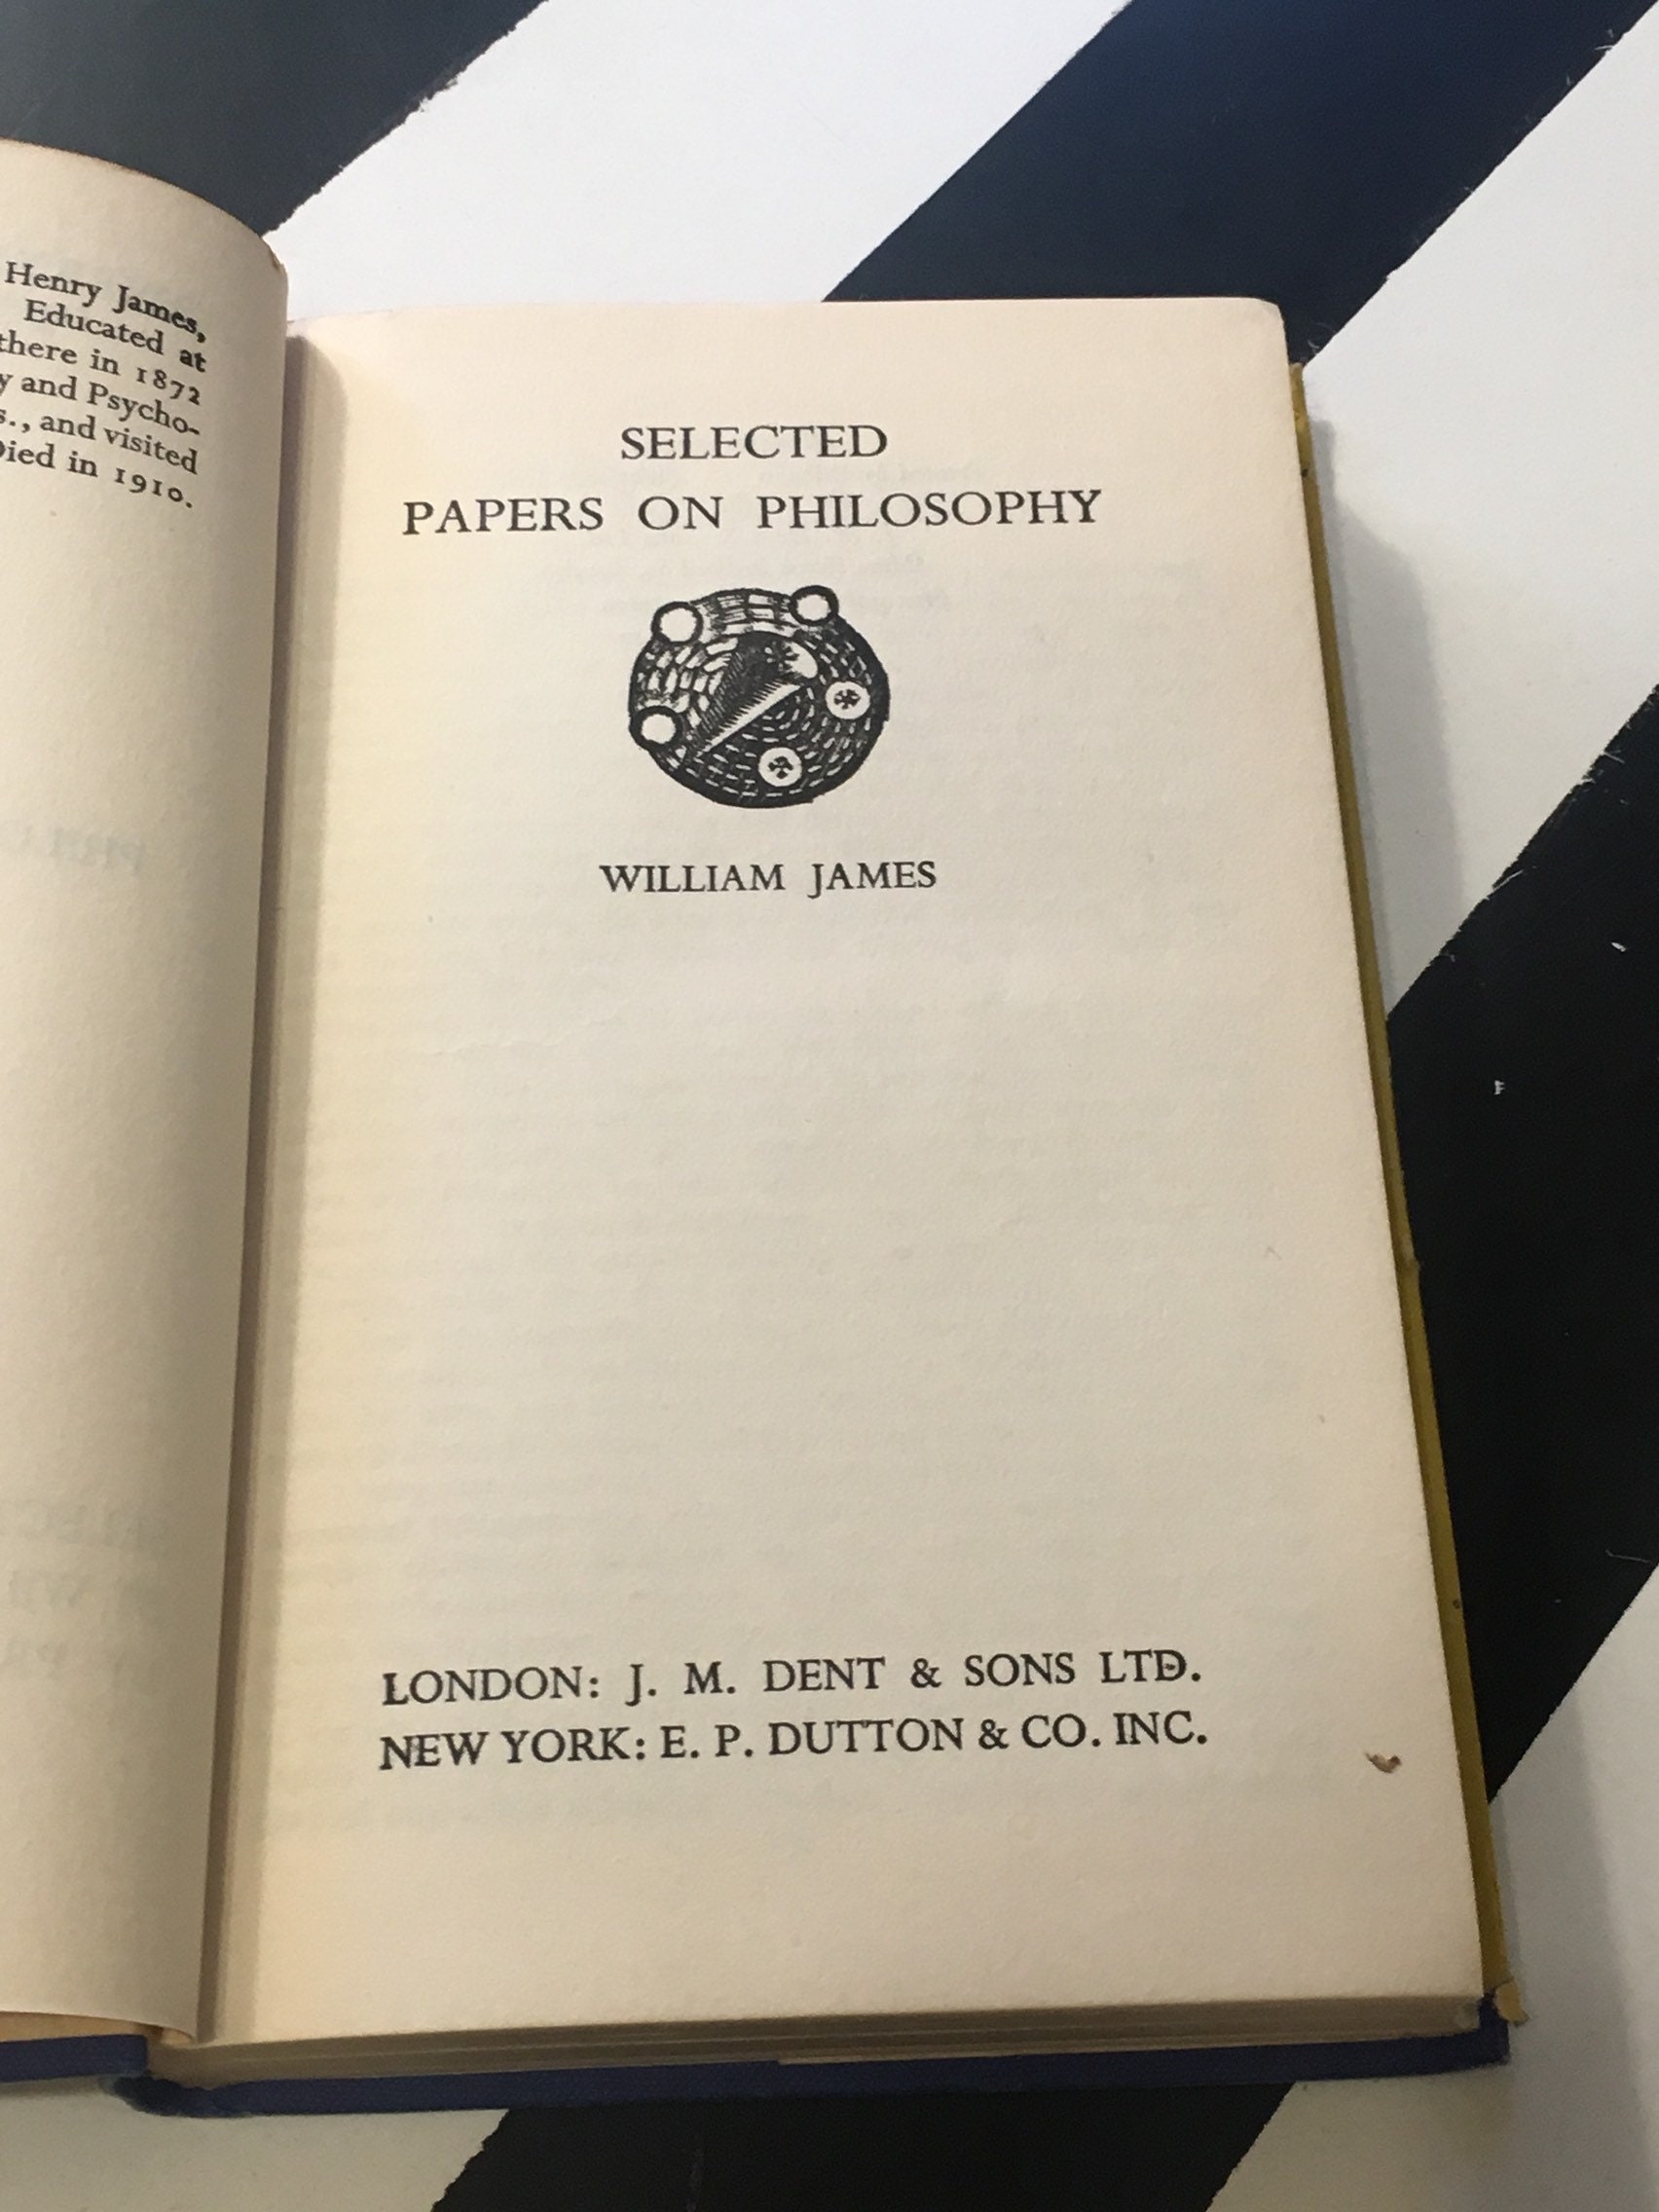 Henry James,
Educated at
there in 1872
y and Psycho-
s., and visited
Died in 1910.
SELECTED
PAPERS ON PHILOSOPHY
WILLIAM JAMES
LONDON: J. M. DENT & SONS LTD.
NEW YORK: E. P. DUTTON & CO. INC.